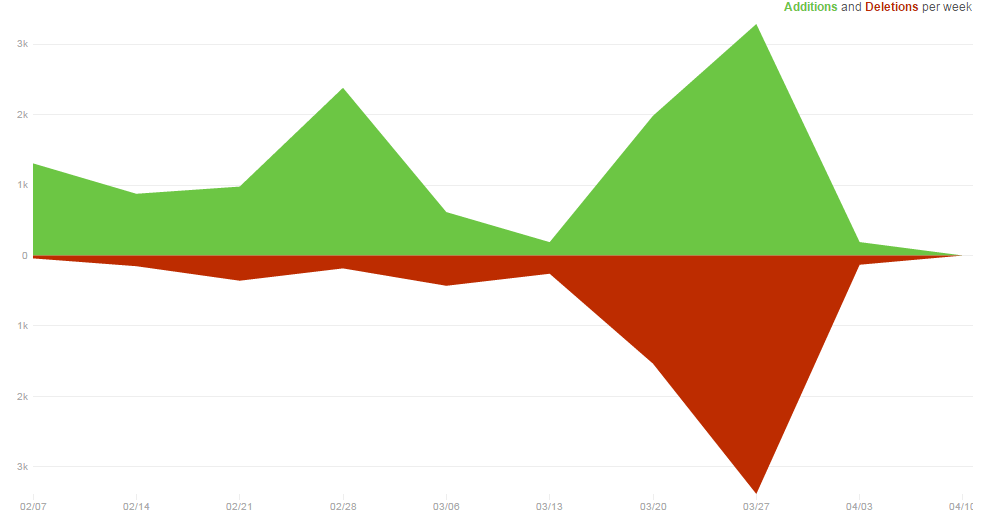 Additions and Deletions per week
3k
2k
1k
0
1k
2k
3k
02/07 02/14 02/21 02/28 03/06 03/13 03/20 03/27 04/03